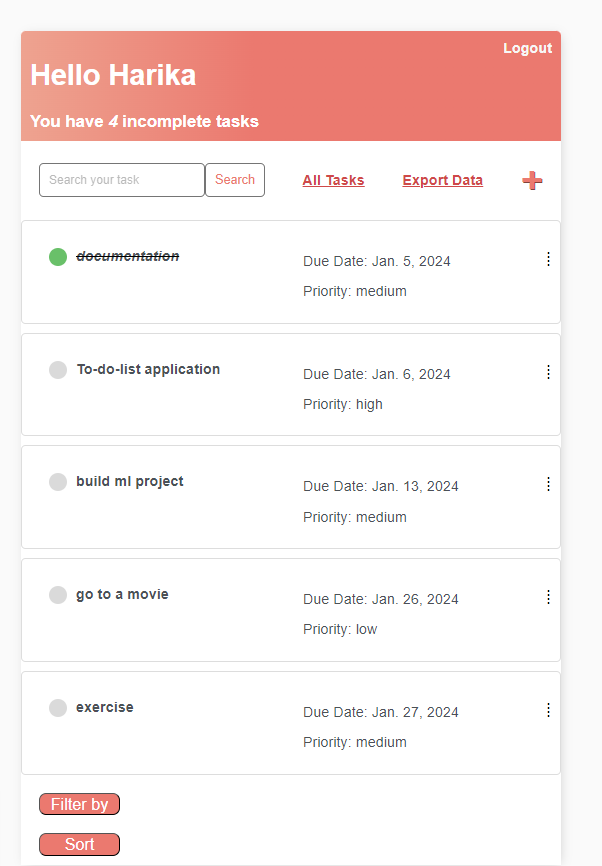 Logout
Hello Harika
You have 4 incomplete tasks
Search your task Search All Tasks Export Data
documentation
Due Date: Jan. 5, 2024
Priority: medium
To-do-list application
Due Date: Jan. 6, 2024
Priority: high
build ml project
Due Date: Jan. 13, 2024
Priority: medium
go to a movie
Due Date: Jan. 26, 2024
Priority: low
exercise
Due Date: Jan. 27, 2024
Priority: medium
Filter by
Sort